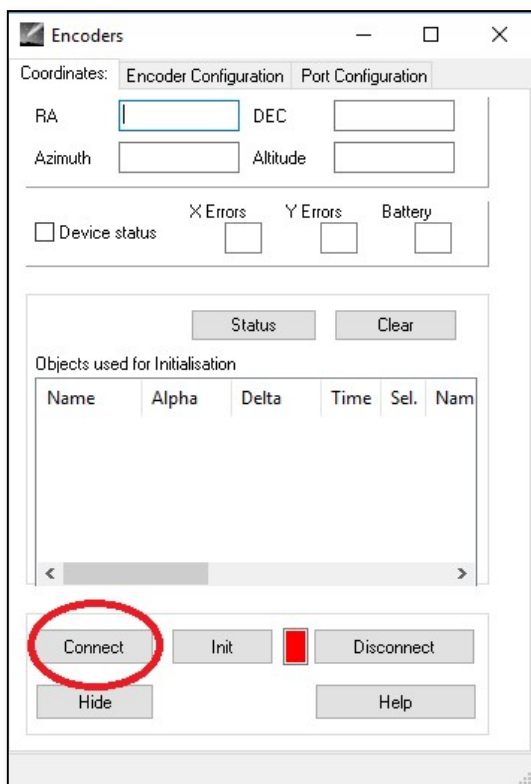 Encoders
Coordinates: Encoder Configuration Port Configuration
RA DEC
Azimuth Altitude
X Errors Y Errors Battery
Device status
Status Clear
Objects used for Initialisation
Name Alpha Delta Time Sel. Nam
Connect Init Disconnect
Hide Help